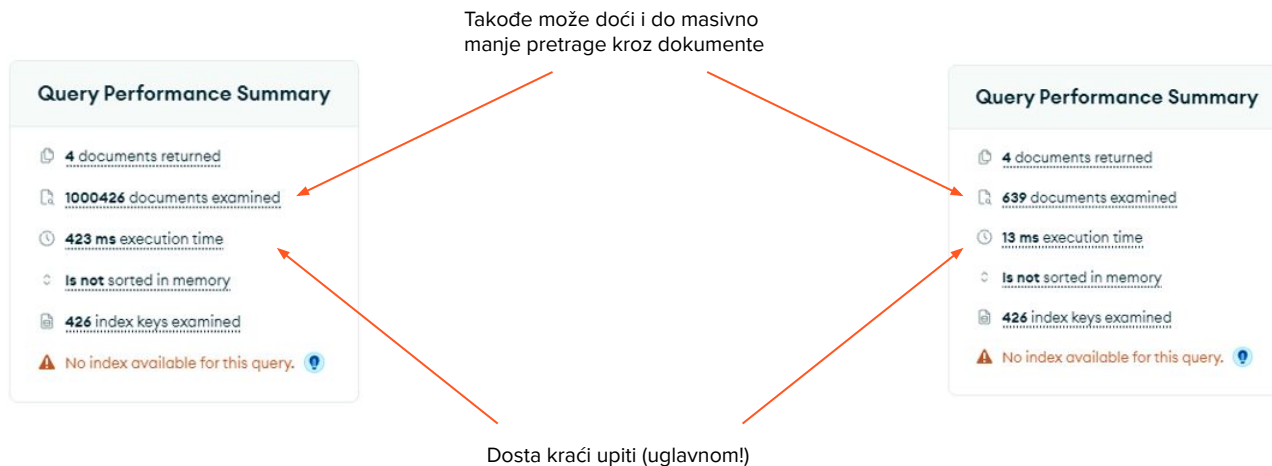 Takođe može doći i do masivno
manje pretrage kroz dokumente
Query Performance Summary
4 documents returned
1000426 documents examined
423 ms execution time
Is not sorted in memory
426 index keys examined
No index available for this query.
Query Performance Summary
4 documents returned
639 documents examined
13 ms execution time
Is not sorted in memory
426 index keys examined
No index available for this query.
Dosta kraći upiti (uglavnom!)